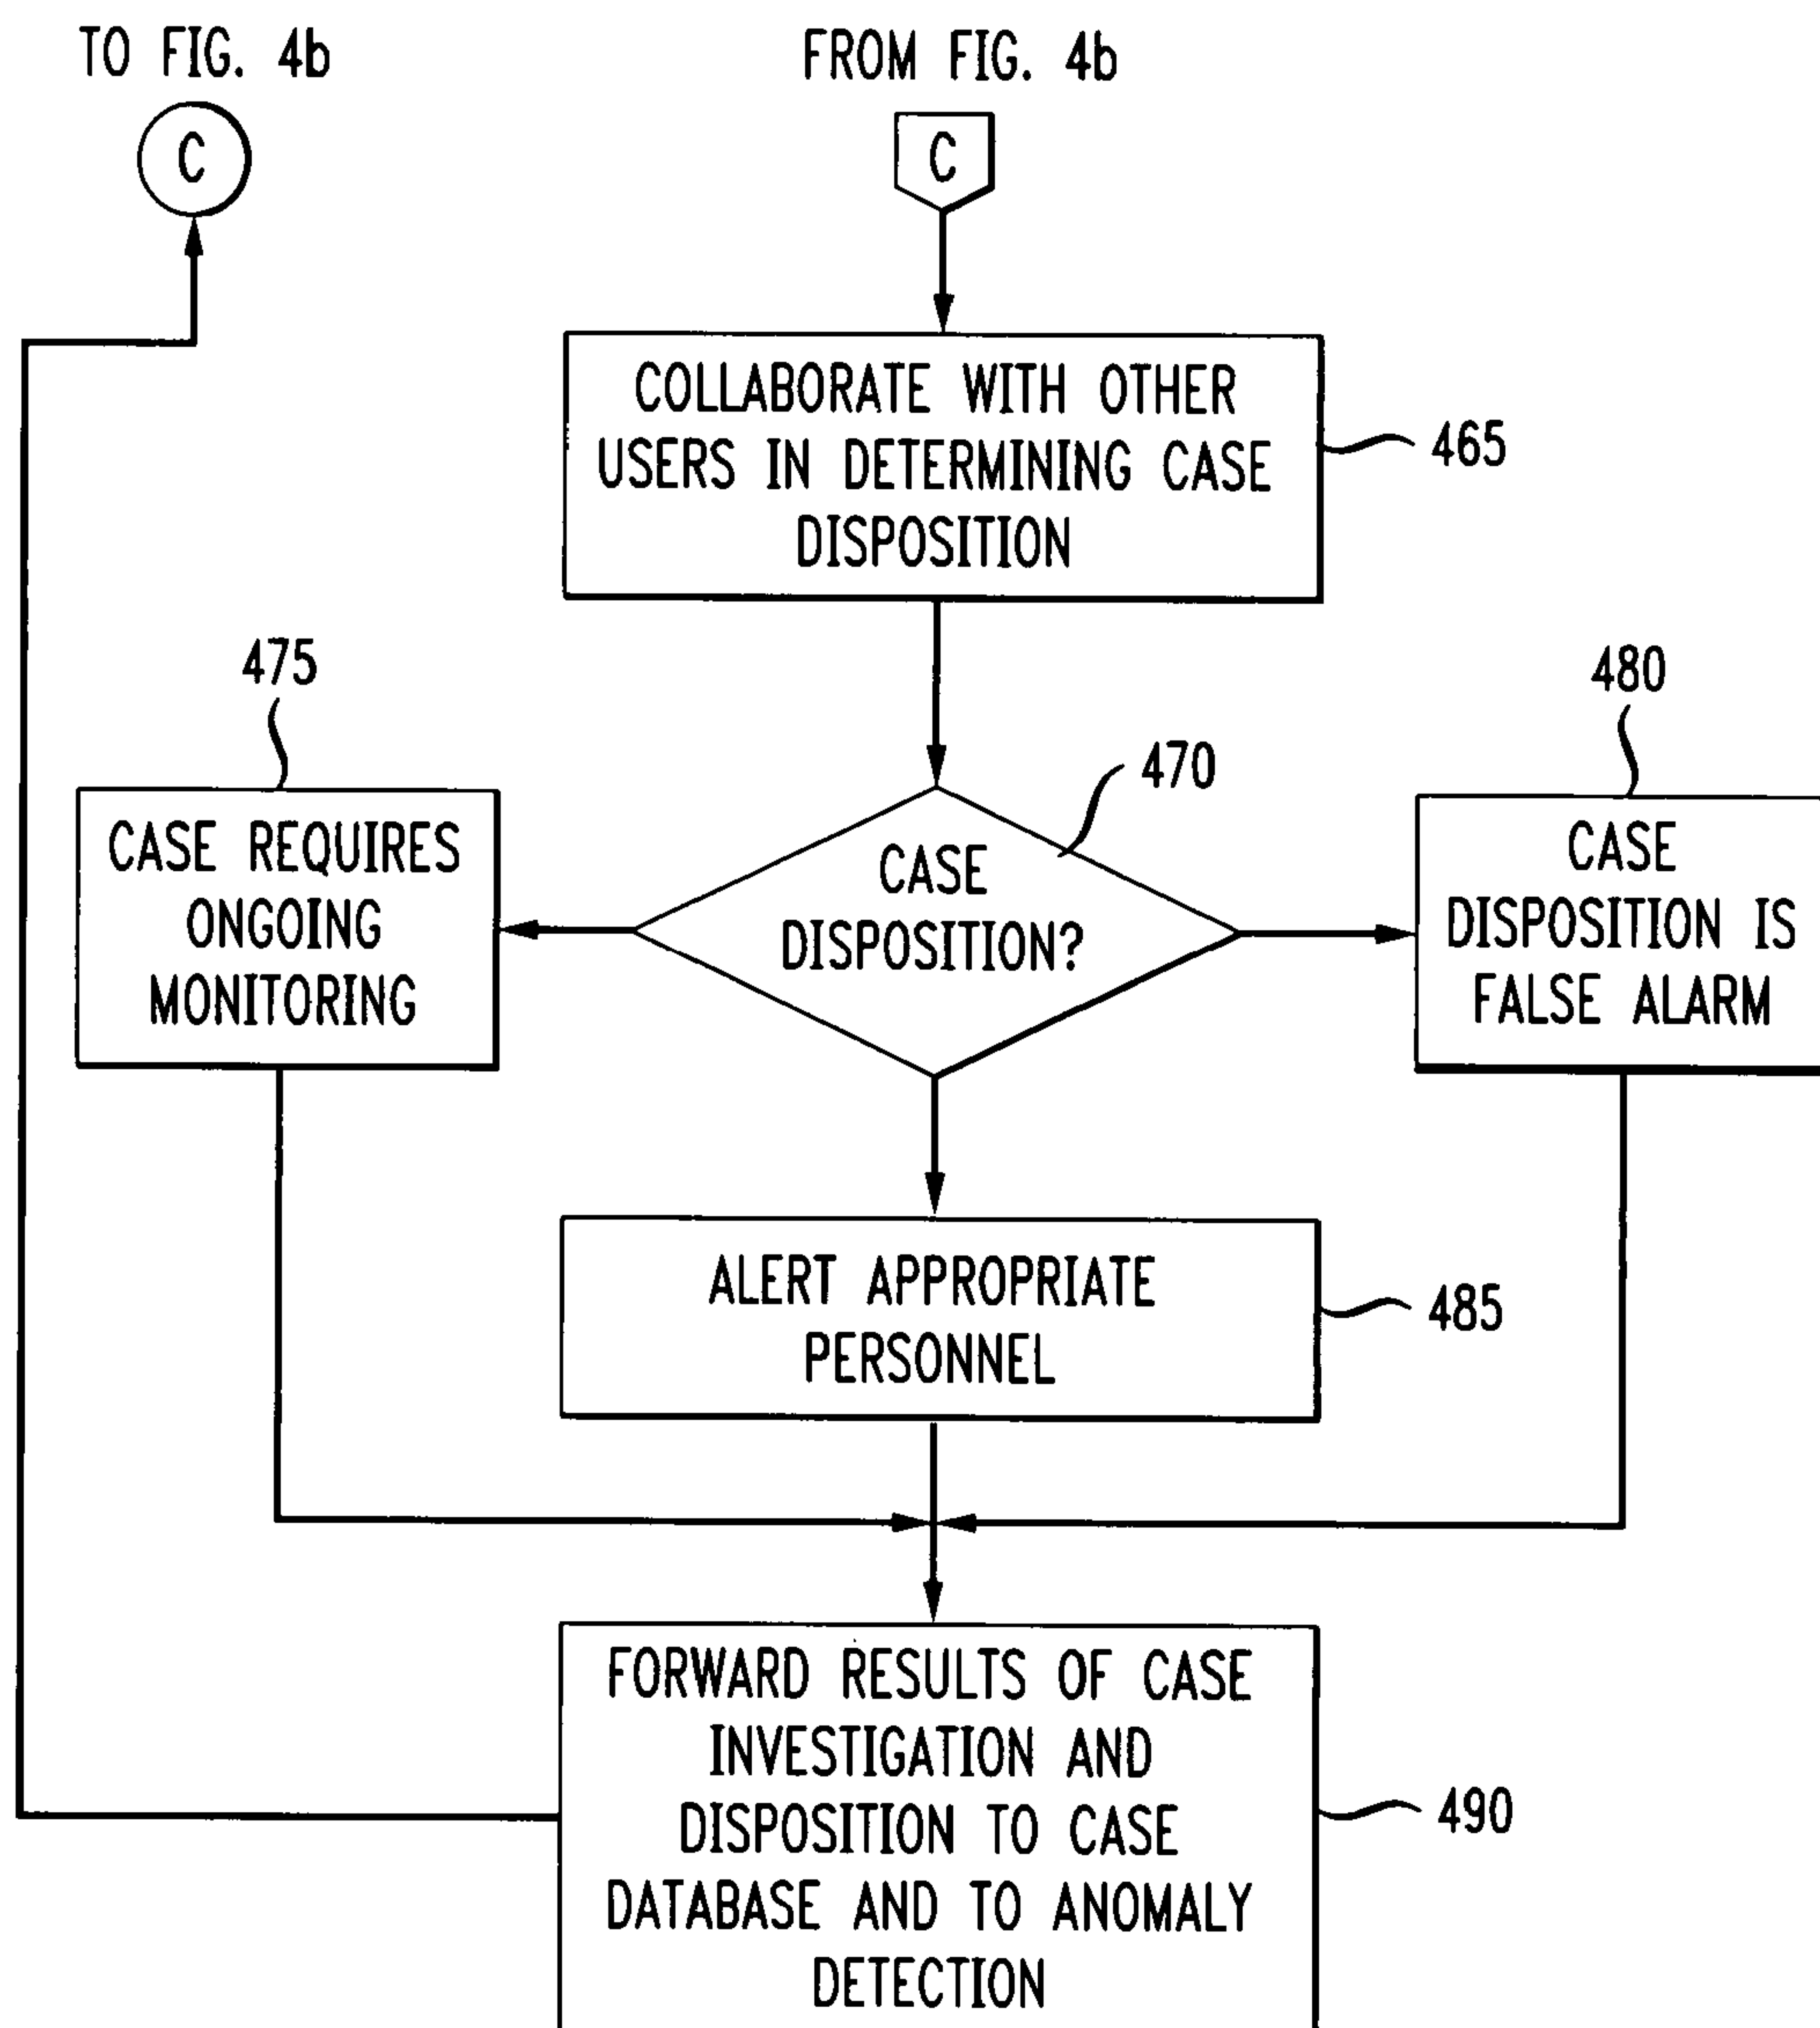 TO FIG. 4b
FROM FIG. 4b
C
C
COLLABORATE WITH OTHER
USERS IN DETERMINING CASE
DISPOSITION
465
475
480
470
CASE REQUIRES
ONGOING
MONITORING
CASE
DISPOSITION?
CASE
DISPOSITION IS
FALSE ALARM
ALERT APPROPRIATE
PERSONNEL
485
FORWARD RESULTS OF CASE
INVESTIGATION AND
DISPOSITION TO CASE
DATABASE AND TO ANOMALY
DETECTION
490